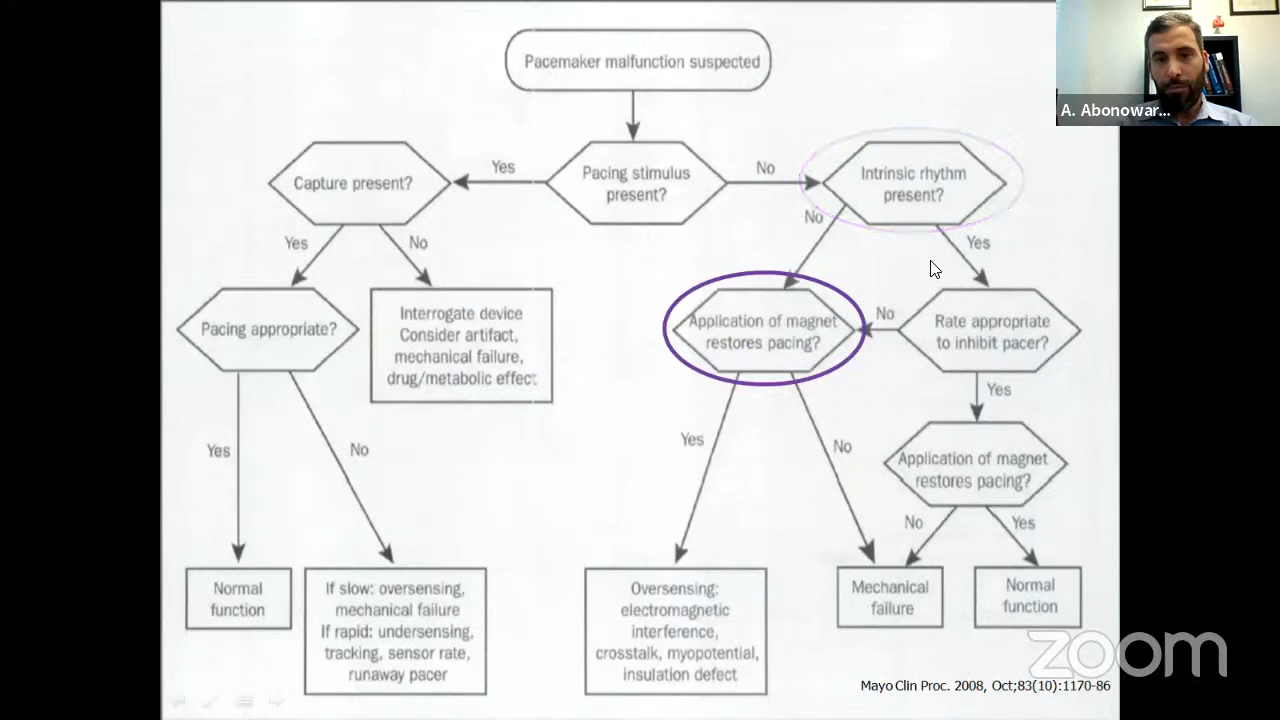 Pacemaker malfunction suspected
A. Abonowar...
Capture present?
Yes
Pacing stimulus
present?
No
Intrinsic rhythm
present?
Yes
No
No
Yes
Pacing appropriate?
Interrogate device
Consider artifact,
mechanical failure,
drug/metabolic effect
Application of magnet
restores pacing?
No
Rate appropriate
to inhibit pacer?
Yes
No
Yes
No
Yes
Application of magnet
restores pacing?
No
Yes
Normal
function
If slow: oversensing,
mechanical failure
If rapid: undersensing,
tracking, sensor rate,
runaway pacer
Oversensing:
electromagnetic
interference,
crosstalk, myopotential,
insulation defect
Mechanical
failure
Normal
function
zoom
Mayo Clin Proc. 2008, Oct;83(10):1170-86